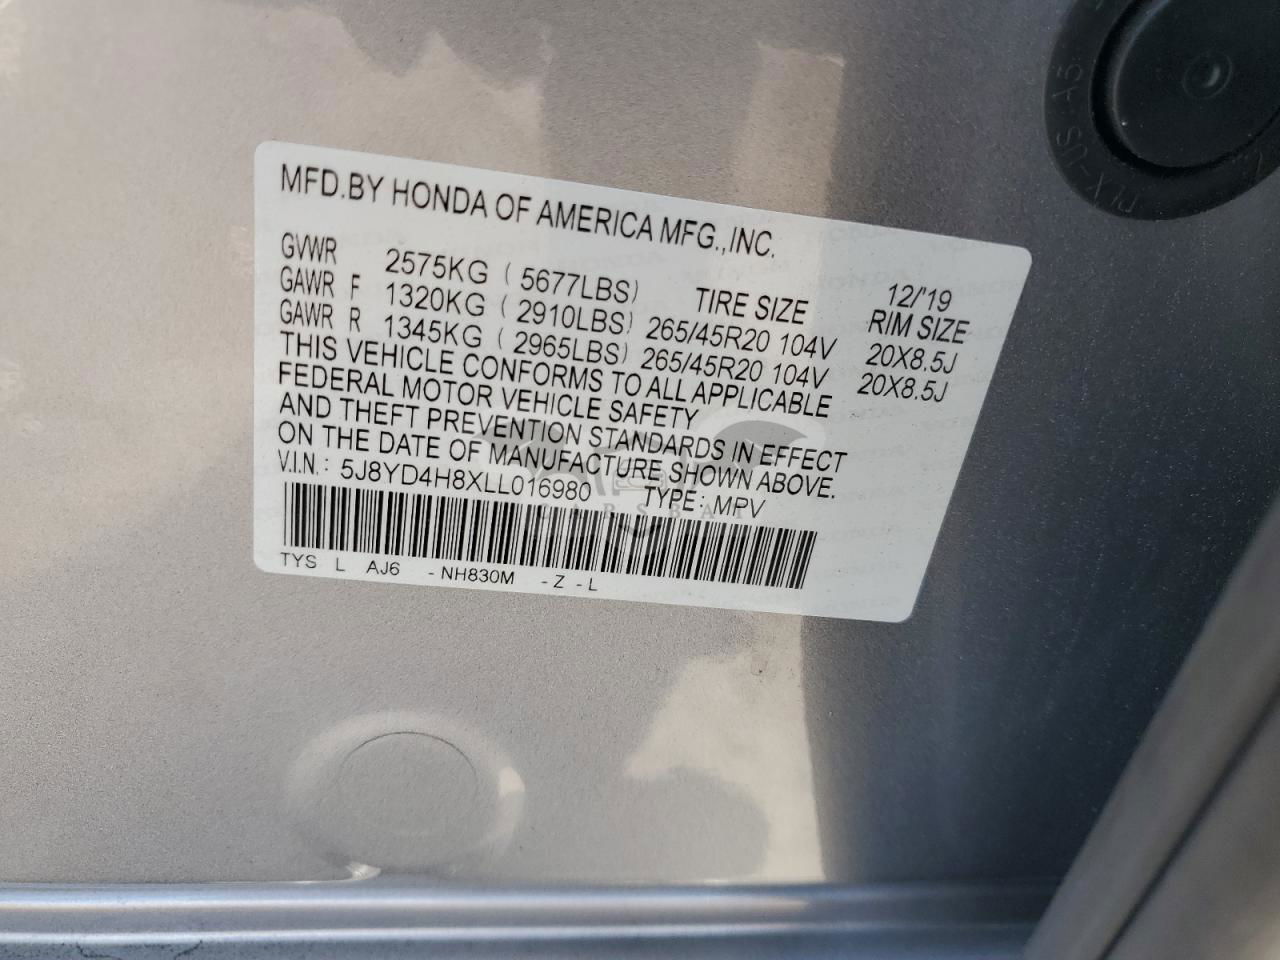 MFD.BY HONDA OF AMERICA MFG.,INC.
12/'19
GVWR 2575KG ( 5677LBS) TIRE SIZE RIM SIZE
GAWR F 1320KG ( 2910LBS) 265/45R20 104V 20X8.5J
GAWR R 1345KG ( 2965LBS) 265/45R20 104V 20X8.5J
THIS VEHICLE CONFORMS TO ALL APPLICABLE
FEDERAL MOTOR VEHICLE SAFETY
AND THEFT PREVENTION STANDARDS IN EFFECT
ON THE DATE OF MANUFACTURE SHOWN ABOVE.
V.I.N.: 5J8YD4H8XLL016980 TYPE: MPV
CARSBAT
TYS L AJ6 -NH830M -Z -L